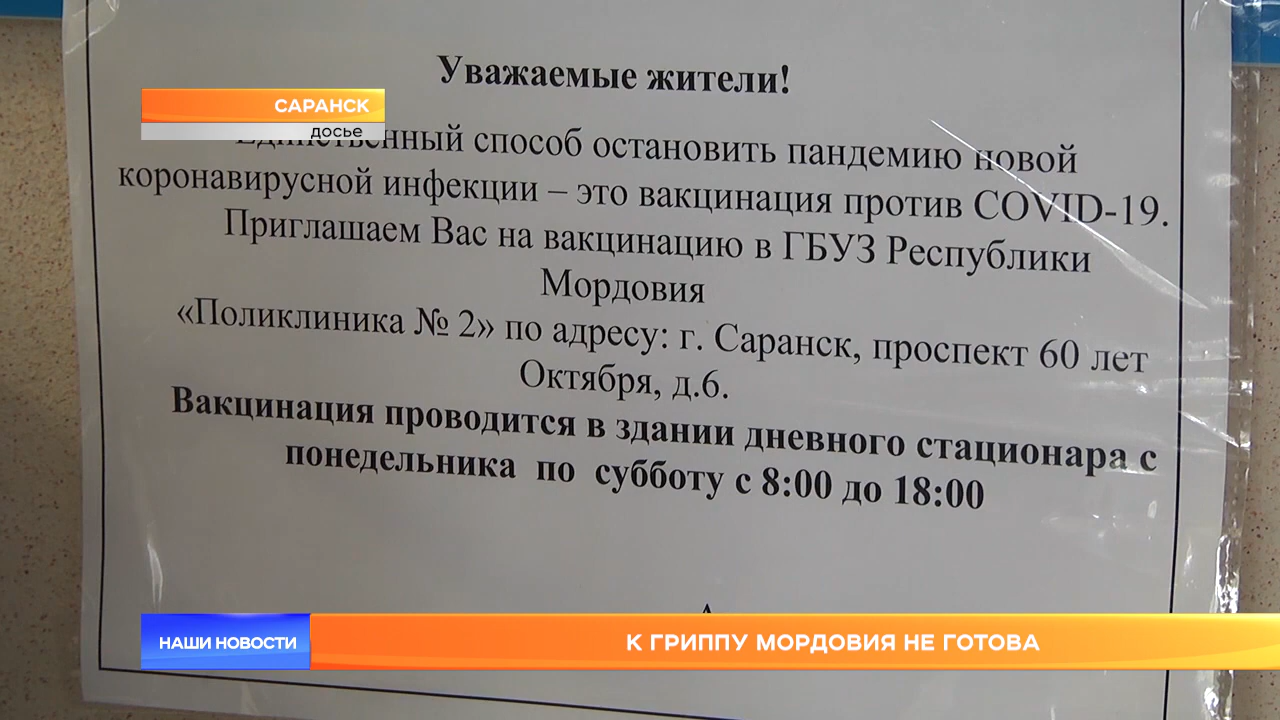 Уважаемые жители!
САРАНСК
досье
Единственный способ остановить пандемию новой
коронавирусной инфекции – это вакцинация против COVID-19.
Приглашаем Вас на вакцинацию в ГБУЗ Республики
Мордовия
«Поликлиника № 2» по адресу: г. Саранск, проспект 60 лет
Октября, д.6.
Вакцинация проводится в здании дневного стационара с
понедельника по субботу с 8:00 до 18:00
НАШИ НОВОСТИ
К ГРИППУ МОРДОВИЯ НЕ ГОТОВА